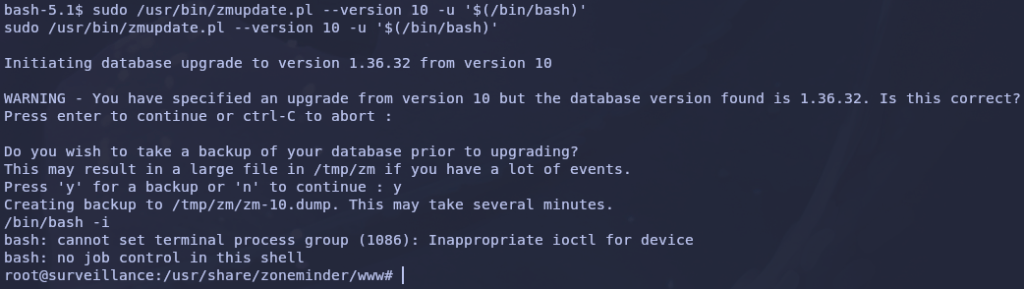 bash-5.1$ sudo /usr/bin/zmupdate.pl --version 10 -u '$(/bin/bash)'
sudo /usr/bin/zmupdate.pl --version 10 -u '$(/bin/bash)'
Initiating database upgrade to version 1.36.32 from version 10
WARNING - You have specified an upgrade from version 10 but the database version found is 1.36.32. Is this correct?
Press enter to continue or ctrl-C to abort :
Do you wish to take a backup of your database prior to upgrading?
This may result in a large file in /tmp/zm if you have a lot of events.
Press 'y' for a backup or 'n' to continue : y
Creating backup to /tmp/zm/zm-10.dump. This may take several minutes.
/bin/bash -i
bash: cannot set terminal process group (1086): Inappropriate ioctl for device
bash: no job control in this shell
root@surveillance:/usr/share/zoneminder/www#